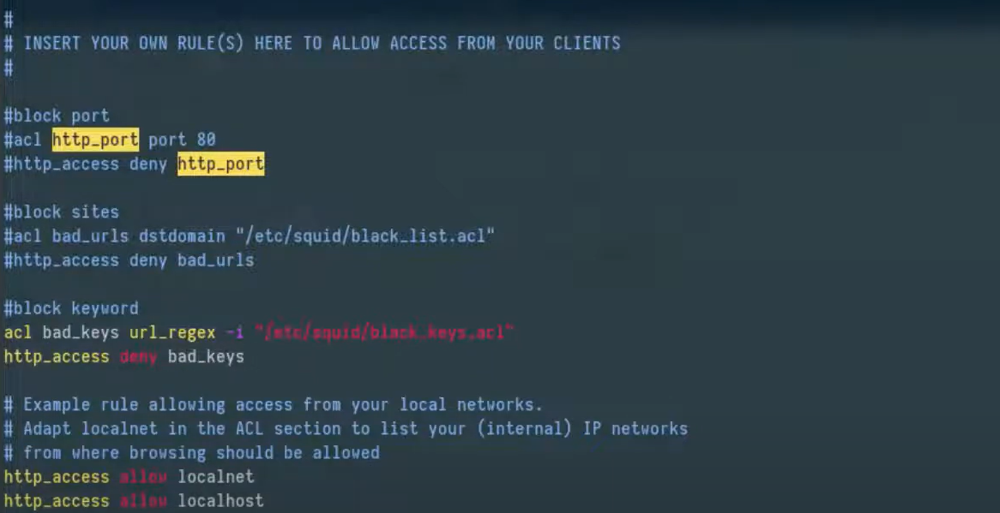 #
# INSERT YOUR OWN RULE(S) HERE TO ALLOW ACCESS FROM YOUR CLIENTS
#
#block port
#acl http_port port 80
#http_access deny http_port
#block sites
#acl bad_urls dstdomain "/etc/squid/black_list.acl"
#http_access deny bad_urls
#block keyword
acl bad_keys url_regex -i "/etc/squid/black_keys.acl"
http_access deny bad_keys
# Example rule allowing access from your local networks.
# Adapt localnet in the ACL section to list your (internal) IP networks
# from where browsing should be allowed
http_access allow localnet
http_access allow localhost